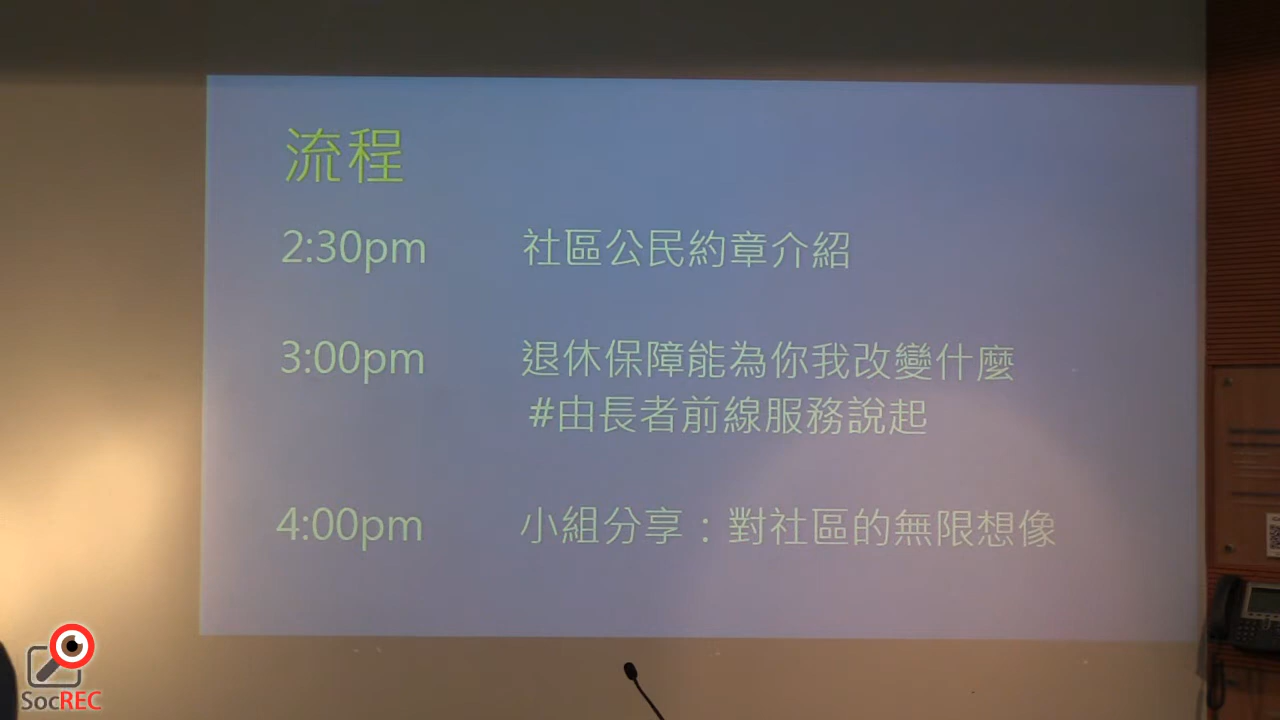 流程
2:30pm 社區公民約章介紹
3:00pm 退休保障能為你我改變什麼
#由長者前線服務說起
4:00pm 小組分享：對社區的無限想像
SocREC